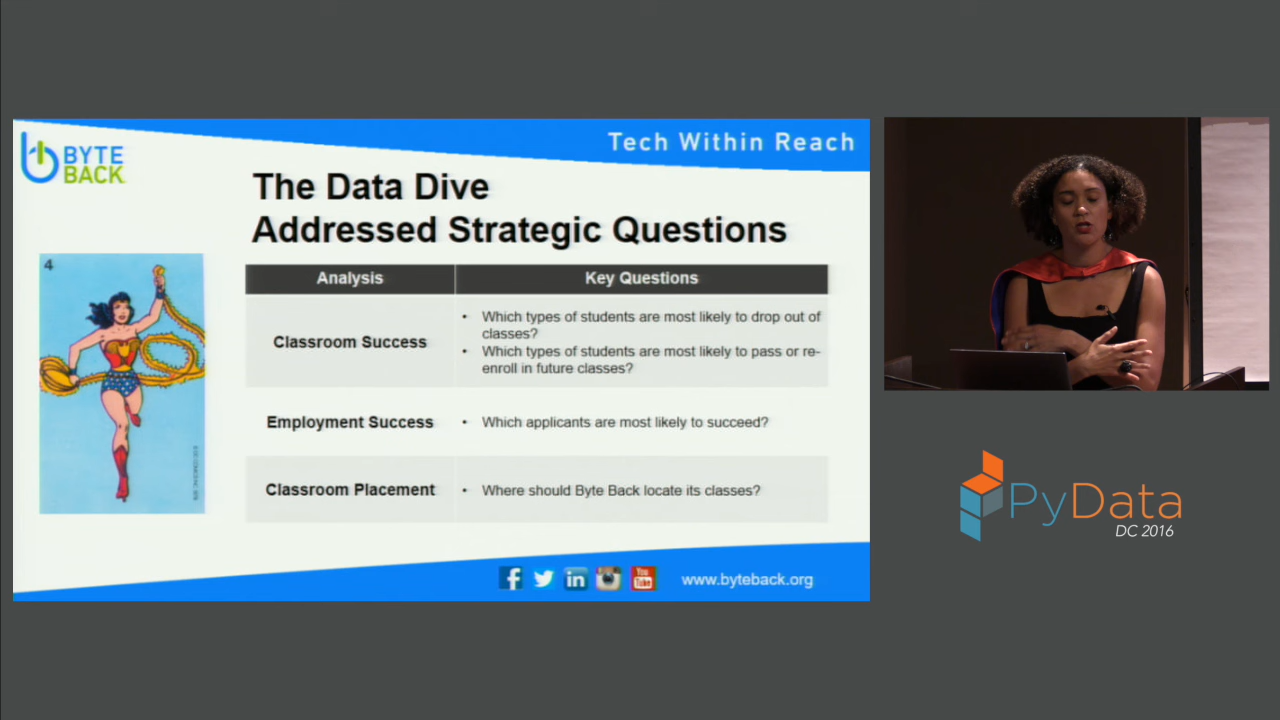 BYTE
BACK
Tech Within Reach
The Data Dive
Addressed Strategic Questions
4
Analysis
Key Questions
Classroom Success
• Which types of students are most likely to drop out of
classes?
• Which types of students are most likely to pass or re-
enroll in future classes?
Employment Success
• Which applicants are most likely to succeed?
Classroom Placement
• Where should Byte Back locate its classes?
f
in
You
Tube
www.byteback.org
PyData
DC 2016